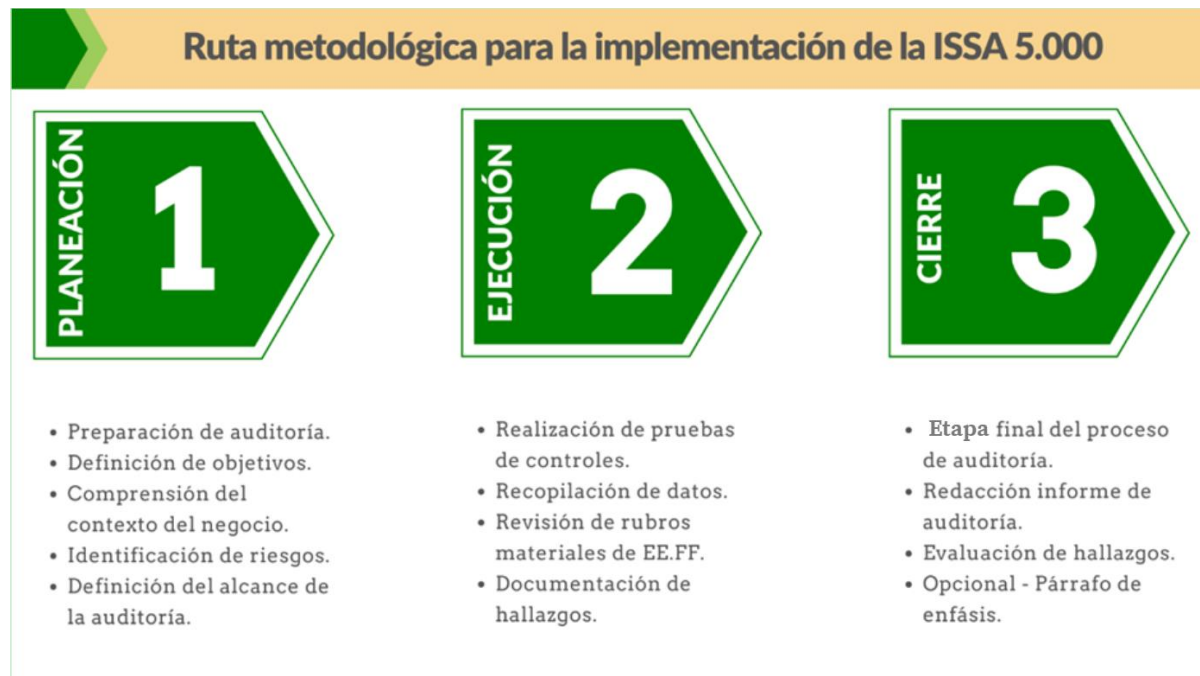 Ruta metodológica para la implementación de la ISSA 5.000
PLANEACIÓN
1
• Preparación de auditoría.
• Definición de objetivos.
• Comprensión del
contexto del negocio.
• Identificación de riesgos.
• Definición del alcance de
la auditoría.
EJECUCIÓN
2
• Realización de pruebas
de controles.
• Recopilación de datos.
• Revisión de rubros
materiales de EE.FF.
• Documentación de
hallazgos.
CIERRE
3
• Etapa final del proceso
de auditoría.
• Redacción informe de
auditoría.
• Evaluación de hallazgos.
• Opcional - Párrafo de
enfásis.